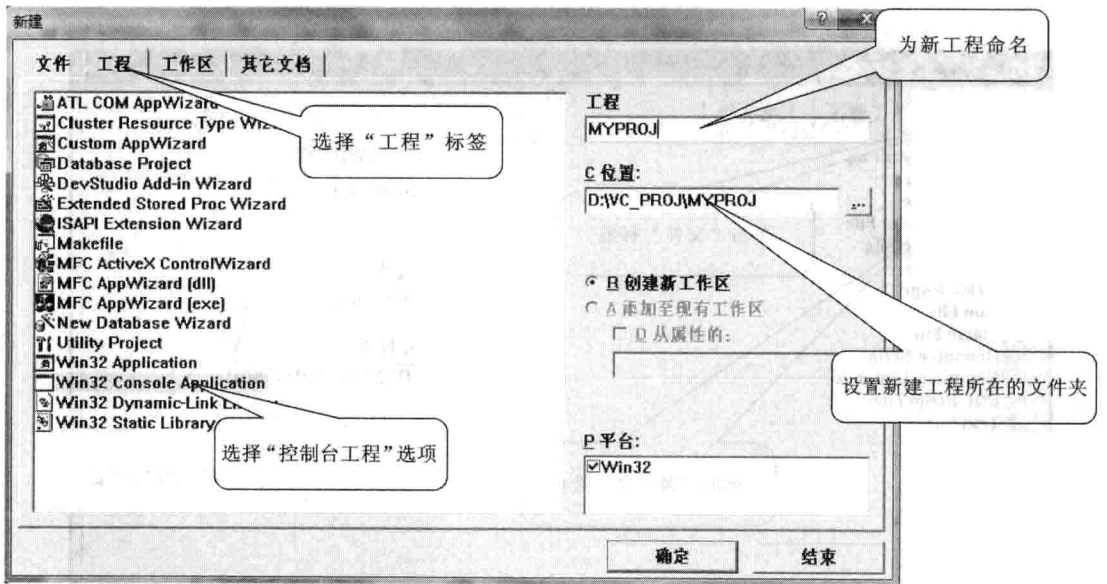 新建
为新工程命名
文件 工程 工作区 其它文档
ATL COM AppWizard
Cluster Resource Type
Custom AppWizard
Database Project
DevStudio Add-in Wizard
Extended Stored Proc Wizard
ISAPI Extension Wizard
Makefile
MFC ActiveX ControlWizard
MFC AppWizard (dll)
MFC AppWizard (exe)
New Database Wizard
Utility Project
Win32 Application
Win32 Console Application
Win32 Dynamic-Link
Win32 Static Library
选择“工程”标签
选择“控制台工程”选项
工程
MYPROJ
C 位置:
D:\VC_PROJ\MYPROJ
...
R 创建新工作区
A 添加至现有工作区
D 从属性的:
设置新建工程所在的文件夹
P 平台:
Win32
确定
结束